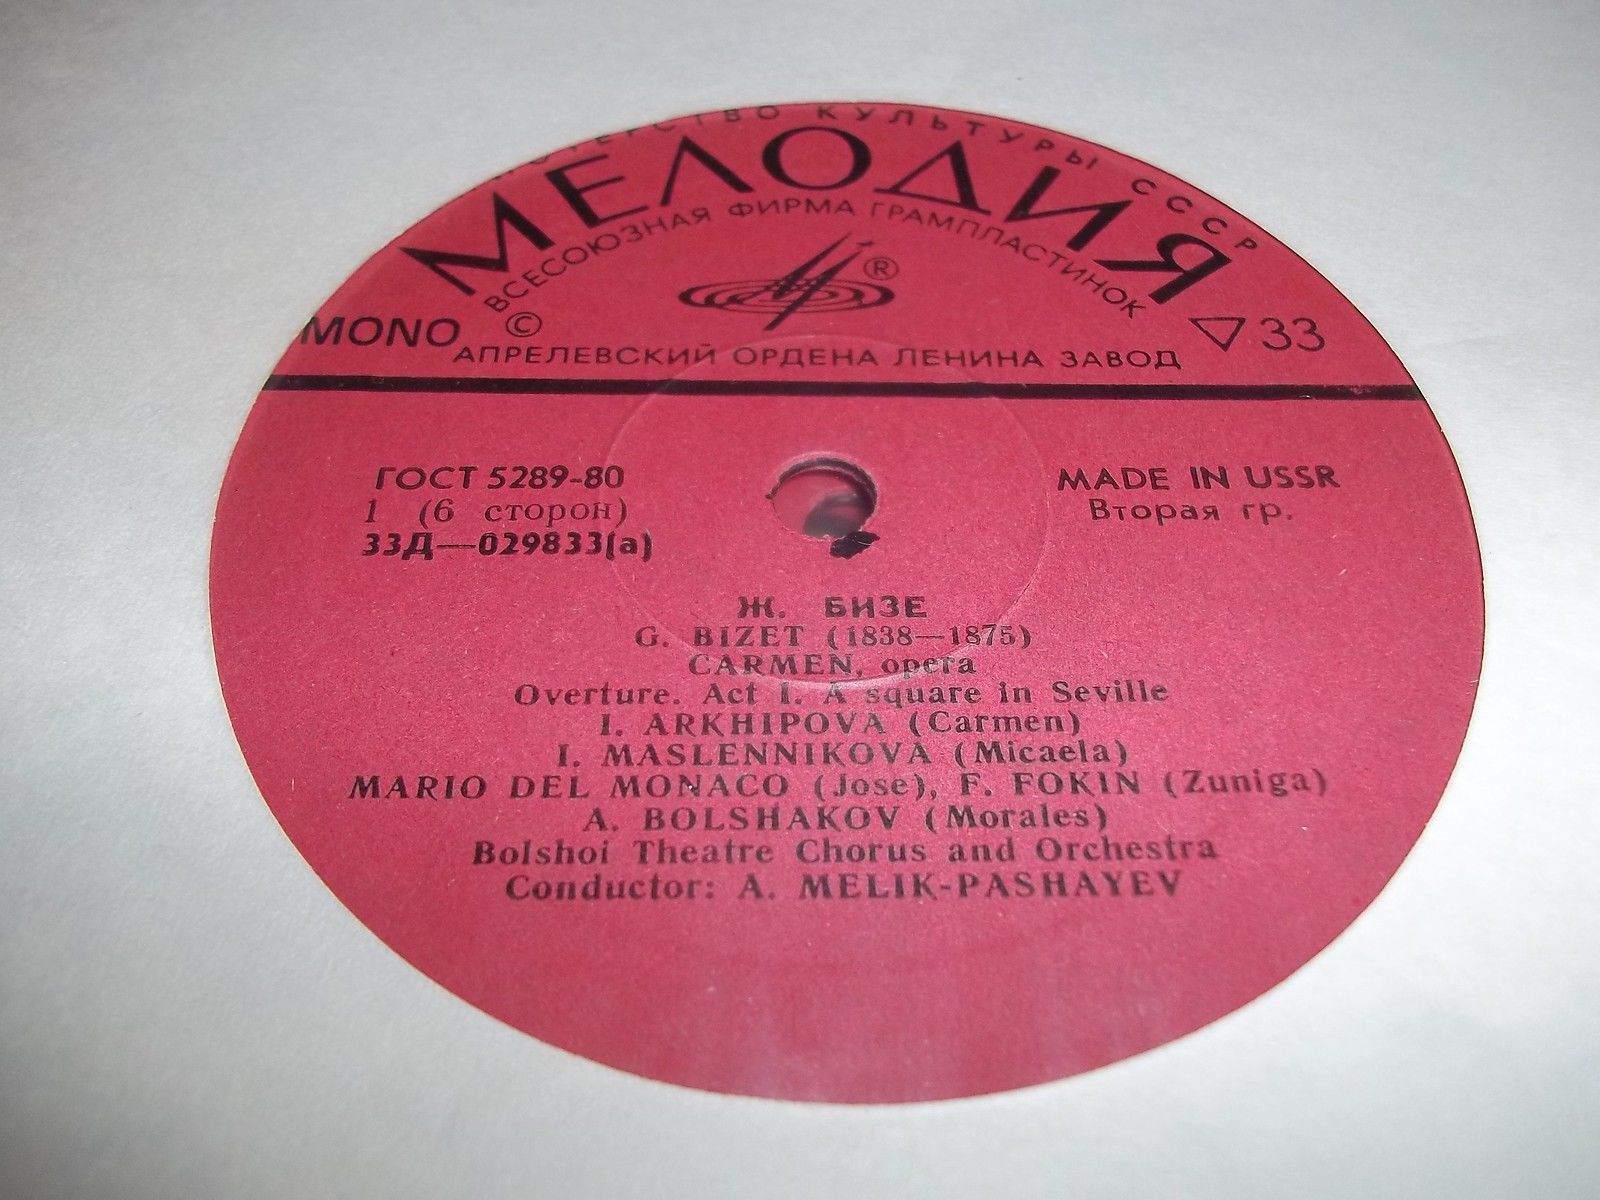 КУЛЬТУРЫ СССР
МЕЛОДИЯ
ВСЕСОЮЗНАЯ ФИРМА ГРАМПЛАСТИНОК
®
MONO © 33
АПРЕЛЕВСКИЙ ОРДЕНА ЛЕНИНА ЗАВОД
ГОСТ 5289-80
1 (6 сторон)
33Д—029833(а)
MADE IN USSR
Вторая гр.
Ж. БИЗЕ
G. BIZET (1838—1875)
CARMEN, opera
Overture. Act I. A square in Seville
I. ARKHIPOVA (Carmen)
I. MASLENNIKOVA (Micaela)
MARIO DEL MONACO (Jose), F. FOKIN (Zuniga)
A. BOLSHAKOV (Morales)
Bolshoi Theatre Chorus and Orchestra
Conductor: A. MELIK-PASHAYEV